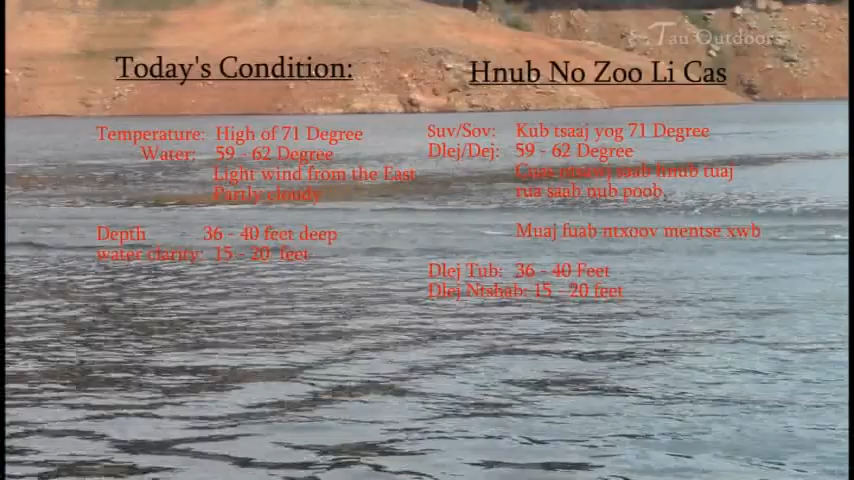 Tau Outdoors
Today's Condition:
Temperature: High of 71 Degree
Water: 59 - 62 Degree
Light wind from the East
Partly cloudy
Depth 36 - 40 feet deep
water clarity: 15 - 20 feet
Hnub No Zoo Li Cas
Suv/Sov: Kub tsaaj yog 71 Degree
Dlej/Dej: 59 - 62 Degree
saab hnub tuaj
rua saab nub poob.
Muaj fuab ntxoov mentse xwb
Dlej Tub: 36 - 40 Feet
Dlej Ntshab: 15 - 20 feet